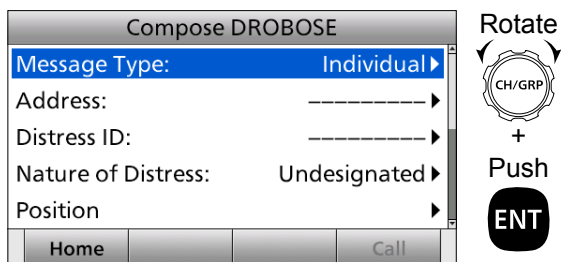 Compose DROBOSE
Message Type: Individual
Address: ---------
Distress ID: ---------
Nature of Distress: Undesignated
Position
Home Call
Rotate
CH/GRP
+
Push
ENT